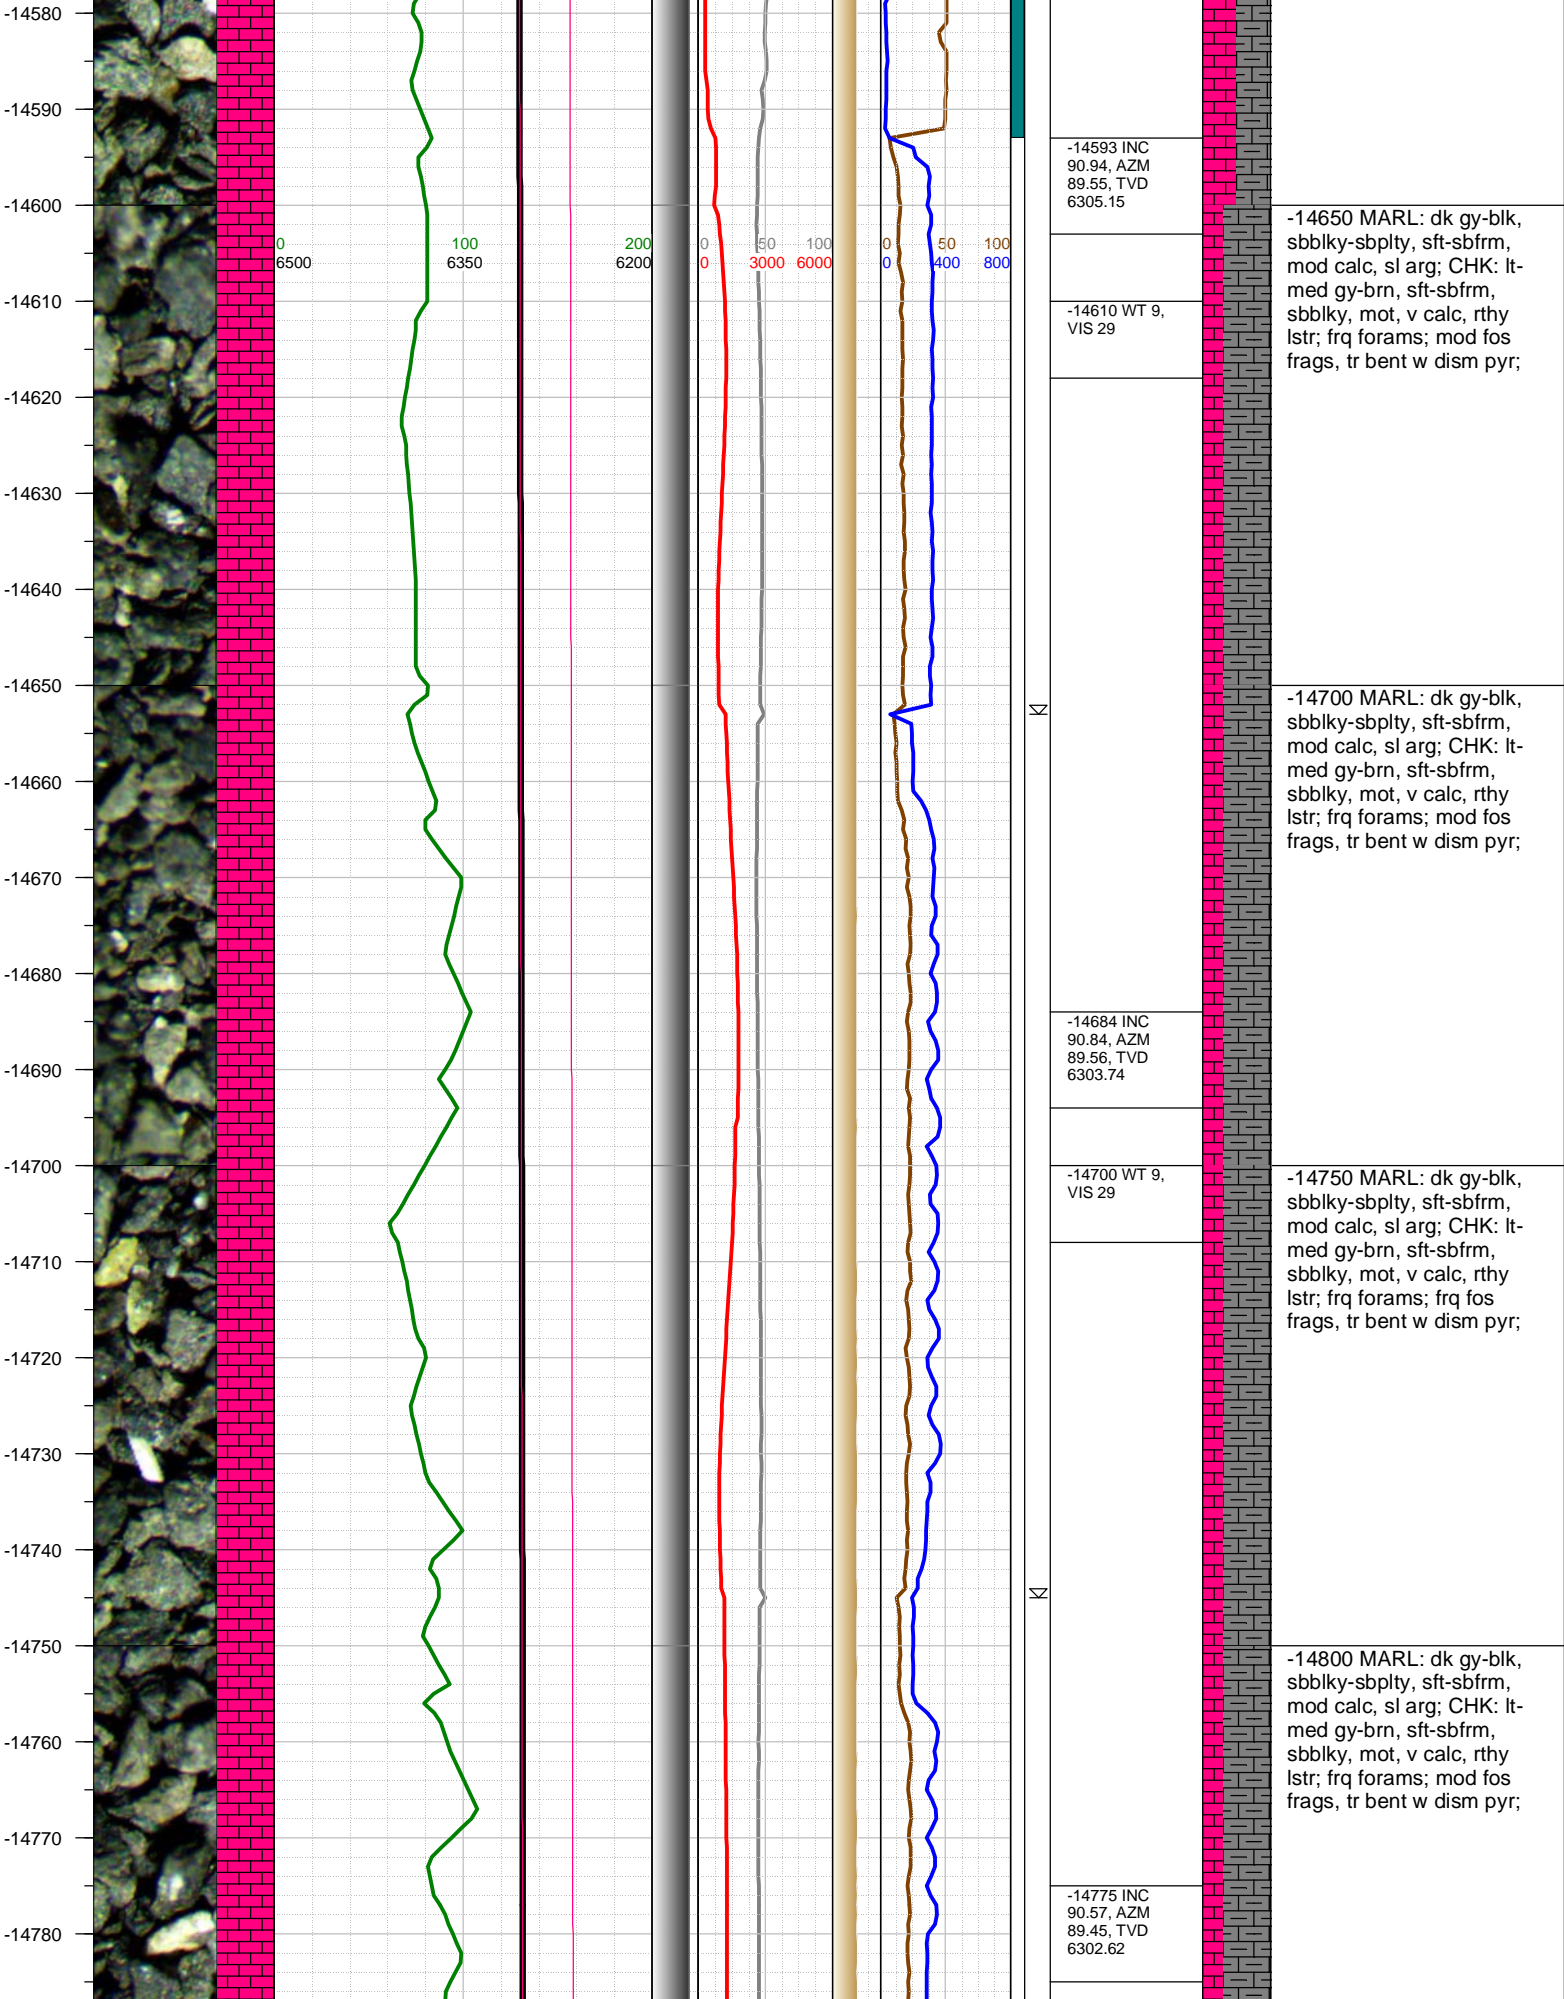 -14580
-14590
-14593 INC
90.94, AZM
89.55, TVD
6305.15
-14600
-14650 MARL: dk gy-blk,
sbblky-sbplty, sft-sbfrm,
mod calc, sl arg; CHK: lt-
med gy-brn, sft-sbfrm,
sbblky, mot, v calc, rthy
lstr; frq forams; mod fos
frags, tr bent w dism pyr;
0 100 200
6500 6350 6200
0 50 100
0 3000 6000
0 50 100
0 400 800
-14610
-14610 WT 9,
VIS 29
-14620
-14630
-14640
-14650
-14700 MARL: dk gy-blk,
sbblky-sbplty, sft-sbfrm,
mod calc, sl arg; CHK: lt-
med gy-brn, sft-sbfrm,
sbblky, mot, v calc, rthy
lstr; frq forams; mod fos
frags, tr bent w dism pyr;
-14660
-14670
-14680
-14684 INC
90.84, AZM
89.56, TVD
6303.74
-14690
-14700
-14700 WT 9,
VIS 29
-14750 MARL: dk gy-blk,
sbblky-sbplty, sft-sbfrm,
mod calc, sl arg; CHK: lt-
med gy-brn, sft-sbfrm,
sbblky, mot, v calc, rthy
lstr; frq forams; frq fos
frags, tr bent w dism pyr;
-14710
-14720
-14730
-14740
-14750
-14800 MARL: dk gy-blk,
sbblky-sbplty, sft-sbfrm,
mod calc, sl arg; CHK: lt-
med gy-brn, sft-sbfrm,
sbblky, mot, v calc, rthy
lstr; frq forams; mod fos
frags, tr bent w dism pyr;
-14760
-14770
-14775 INC
90.57, AZM
89.45, TVD
6302.62
-14780